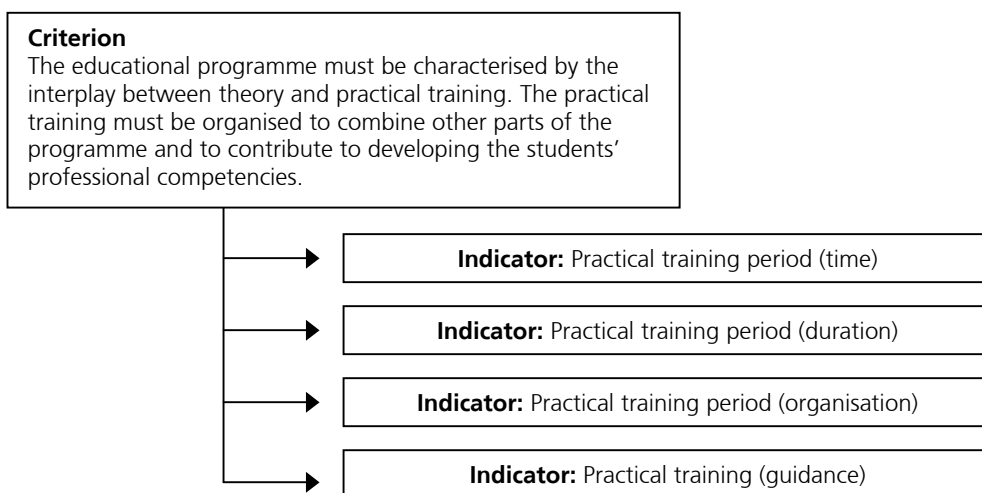 Criterion
The educational programme must be characterised by the
interplay between theory and practical training. The practical
training must be organised to combine other parts of the
programme and to contribute to developing the students’
professional competencies.
Indicator: Practical training period (time)
Indicator: Practical training period (duration)
Indicator: Practical training period (organisation)
Indicator: Practical training (guidance)